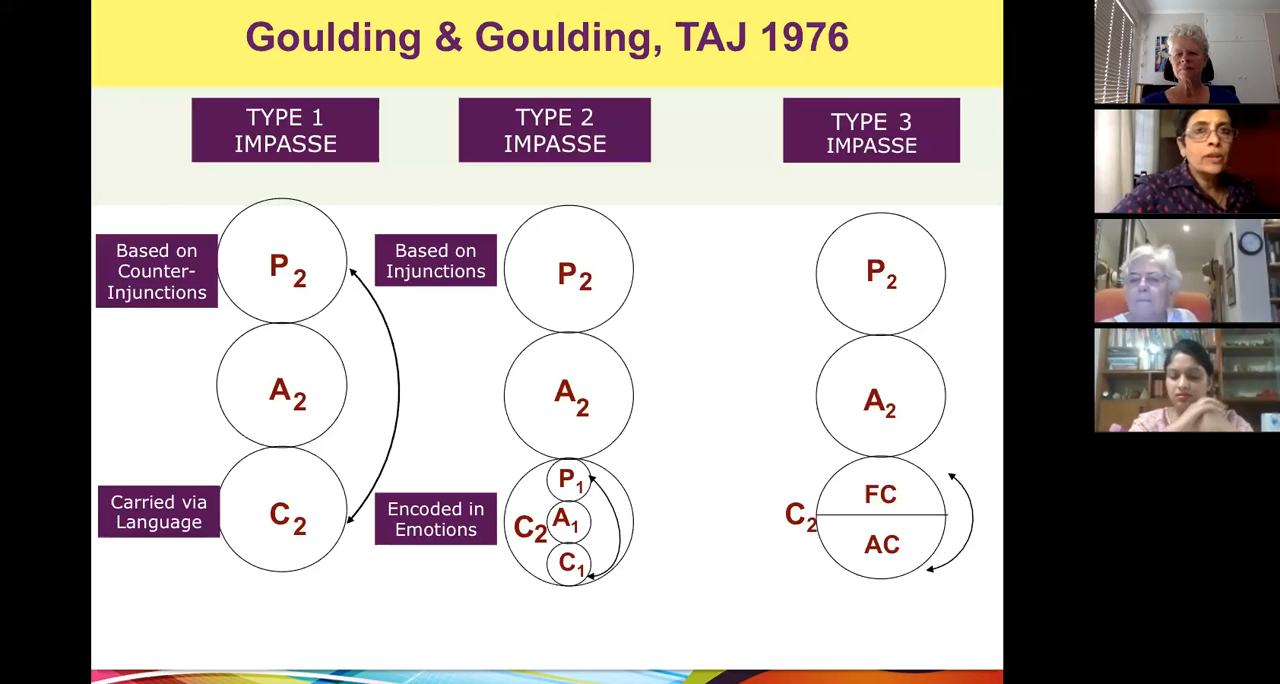 Goulding & Goulding, TAJ 1976
TYPE 1
IMPASSE
TYPE 2
IMPASSE
TYPE 3
IMPASSE
Based on
Counter-
Injunctions
P2
A2
C2
Carried via
Language
Based on
Injunctions
P2
A2
P1
C2
A1
C1
Encoded in
Emotions
P2
A2
C2
FC
AC